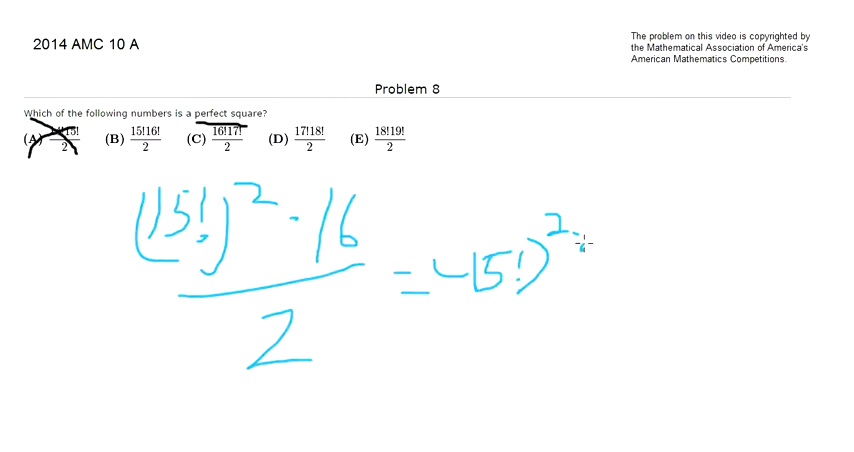 The problem on this video is copyrighted by
2014 AMC 10 A
the Mathematical Association of America's
American Mathematics Competitions.
Problem 8
Which of the following numbers is a perfect square?
(A) 15!/2 (B) 15!16!/2 (C) 16!17!/2 (D) 17!18!/2 (E) 18!19!/2
(15!)² · 16 / 2 = (15!)² ·